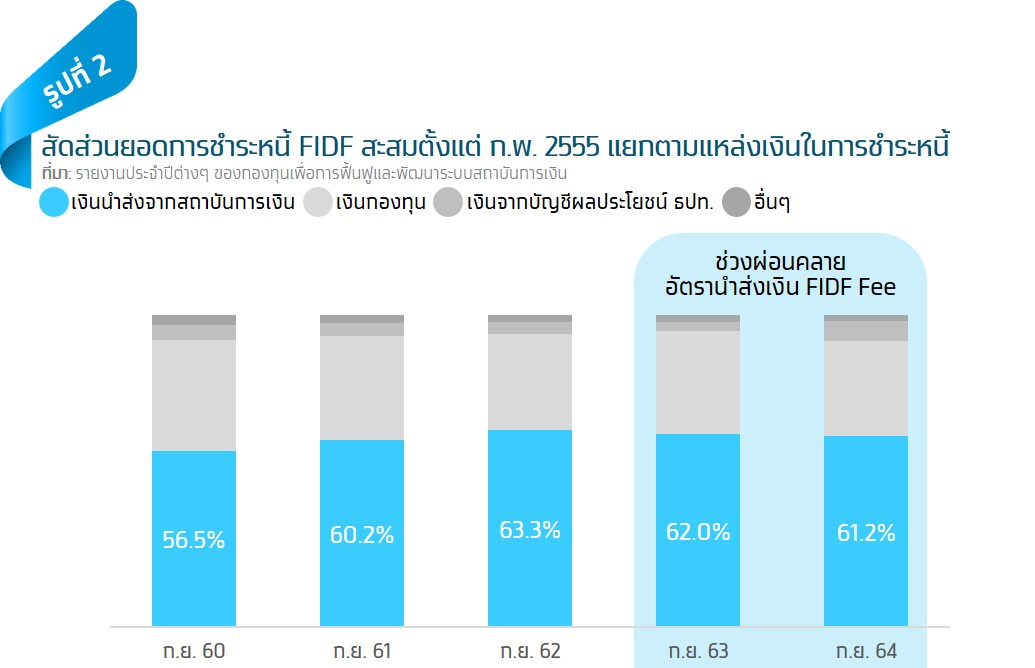 รูปที่ 2
สัดส่วนยอดการชำระหนี้ FIDF สะสมตั้งแต่ ก.พ. 2555 แยกตามแหล่งเงินในการชำระหนี้
ที่มา: รายงานประจำปีต่างๆ ของกองทุนเพื่อการฟื้นฟูและพัฒนาระบบสถาบันการเงิน
เงินนำส่งจากสถาบันการเงิน เงินกองทุน เงินจากบัญชีผลประโยชน์ ธปท. อื่นๆ
ช่วงผ่อนคลาย
อัตรานำส่งเงิน FIDF Fee
56.5% 60.2% 63.3% 62.0% 61.2%
ก.ย. 60 ก.ย. 61 ก.ย. 62 ก.ย. 63 ก.ย. 64